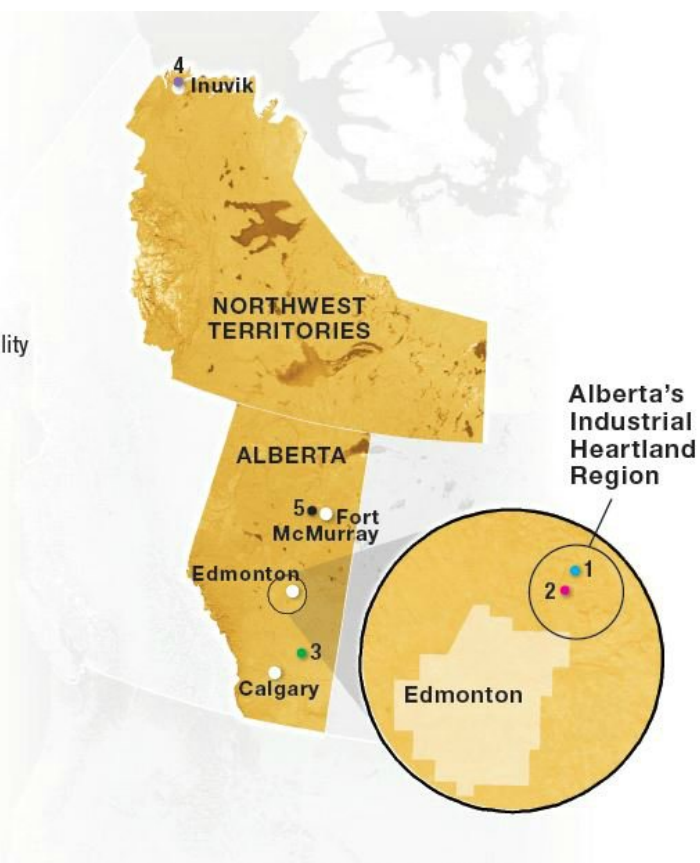 4
Inuvik
NORTHWEST
TERRITORIES
lity
Alberta's
Industrial
Heartland
Region
ALBERTA
5 Fort
McMurray
Edmonton
1
2
3
Calgary
Edmonton